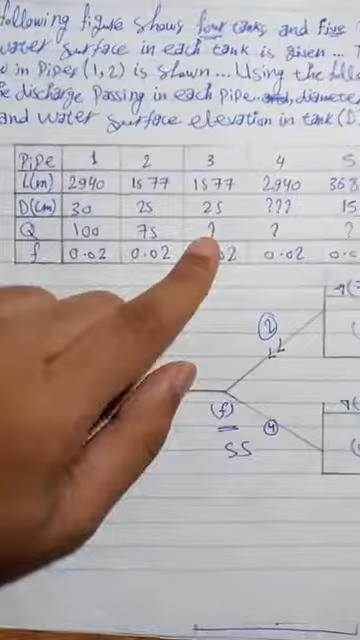 following figure shows four tanks and five
water surface in each tank is given ...
in Pipes (1,2) is shown ... Using the
discharge Passing in each pipe
and water surface elevation in tank (D
Pipe 1 2 3 4 5
L(m) 2940 1577 1577 2940 368
D(cm) 30 25 25 ??? 15
Q 100 75 ? ? ?
f 0.02 0.02 02 0.02 0.0
2
(f)
4
55